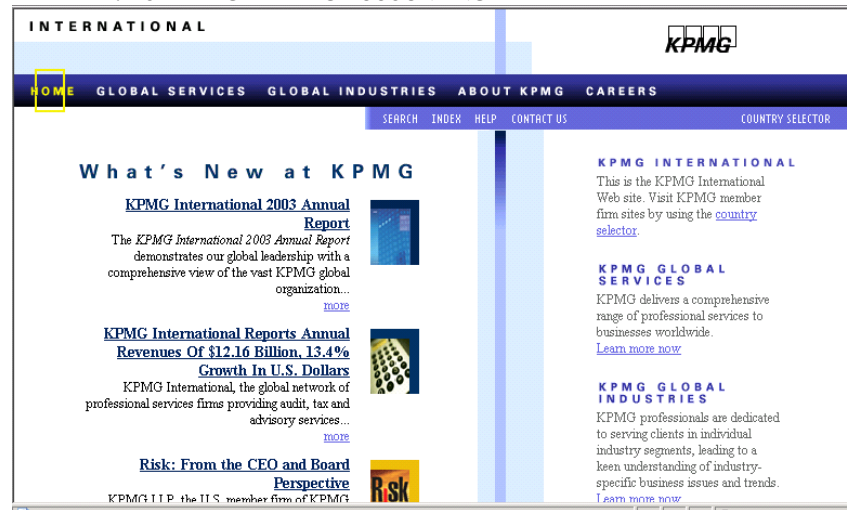 INTERNATIONAL
KPMG
HOME GLOBAL SERVICES GLOBAL INDUSTRIES ABOUT KPMG CAREERS
SEARCH INDEX HELP CONTACT US COUNTRY SELECTOR
What's New at KPMG
KPMG International 2003 Annual
Report
The KPMG International 2003 Annual Report
demonstrates our global leadership with a
comprehensive view of the vast KPMG global
organization...
more
KPMG International Reports Annual
Revenues Of $12.16 Billion, 13.4%
Growth In U.S. Dollars
KPMG International, the global network of
professional services firms providing audit, tax and
advisory services...
more
Risk: From the CEO and Board
Perspective
KPMG LLP, the U.S. member firm of KPMG
Risk
KPMG INTERNATIONAL
This is the KPMG International
Web site. Visit KPMG member
firm sites by using the country
selector.
KPMG GLOBAL
SERVICES
KPMG delivers a comprehensive
range of professional services to
businesses worldwide.
Learn more now
KPMG GLOBAL
INDUSTRIES
KPMG professionals are dedicated
to serving clients in individual
industry segments, leading to a
keen understanding of industry-
specific business issues and trends.
Learn more now